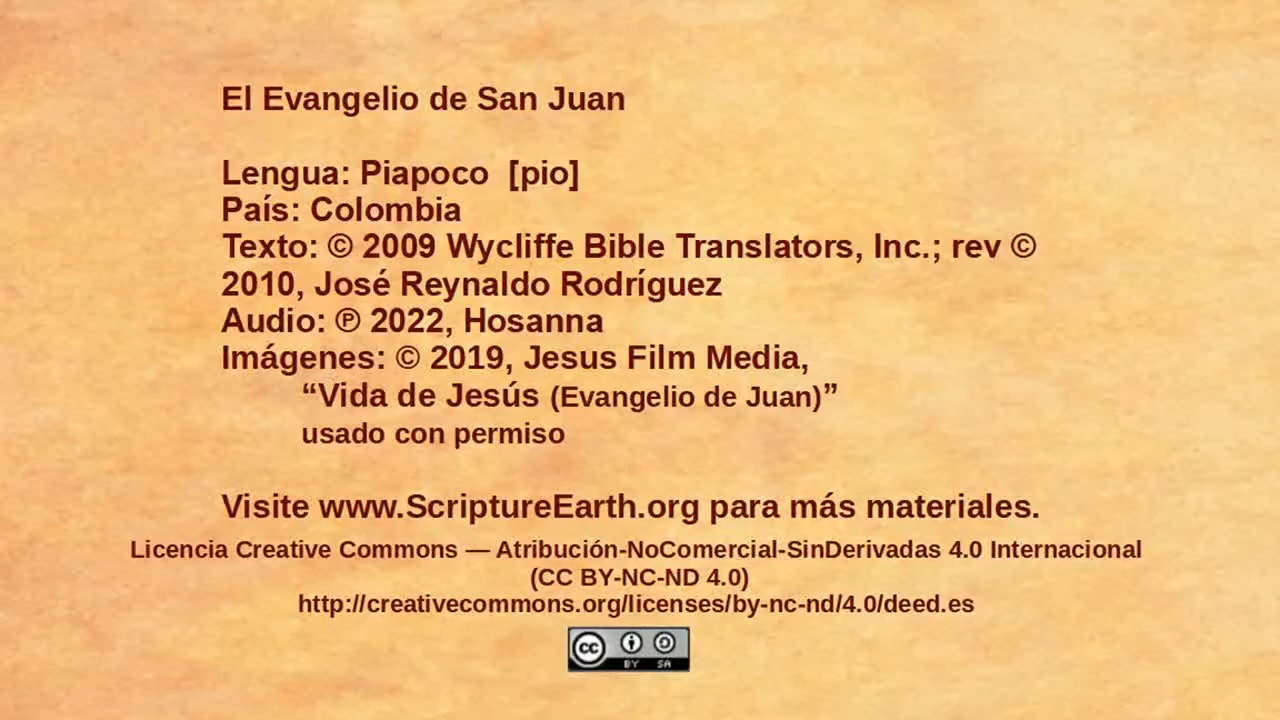 El Evangelio de San Juan
Lengua: Piapoco [pio]
País: Colombia
Texto: © 2009 Wycliffe Bible Translators, Inc.; rev ©
2010, José Reynaldo Rodríguez
Audio: ℗ 2022, Hosanna
Imágenes: © 2019, Jesus Film Media,
“Vida de Jesús (Evangelio de Juan)”
usado con permiso
Visite www.ScriptureEarth.org para más materiales.
Licencia Creative Commons — Atribución-NoComercial-SinDerivadas 4.0 Internacional
(CC BY-NC-ND 4.0)
http://creativecommons.org/licenses/by-nc-nd/4.0/deed.es
cc
BY SA